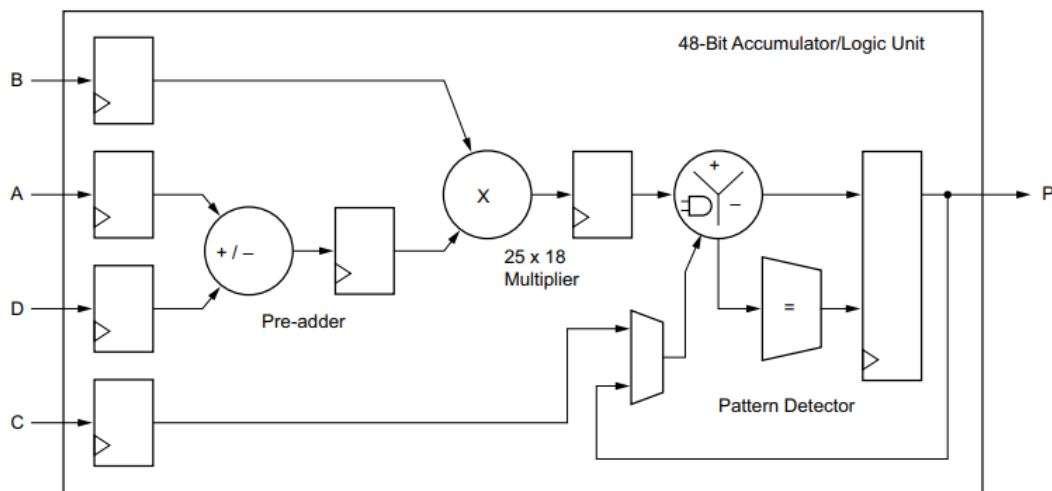 48-Bit Accumulator/Logic Unit
B
A
D
C
+ / –
Pre-adder
X
25 x 18
Multiplier
+
–
=
Pattern Detector
P